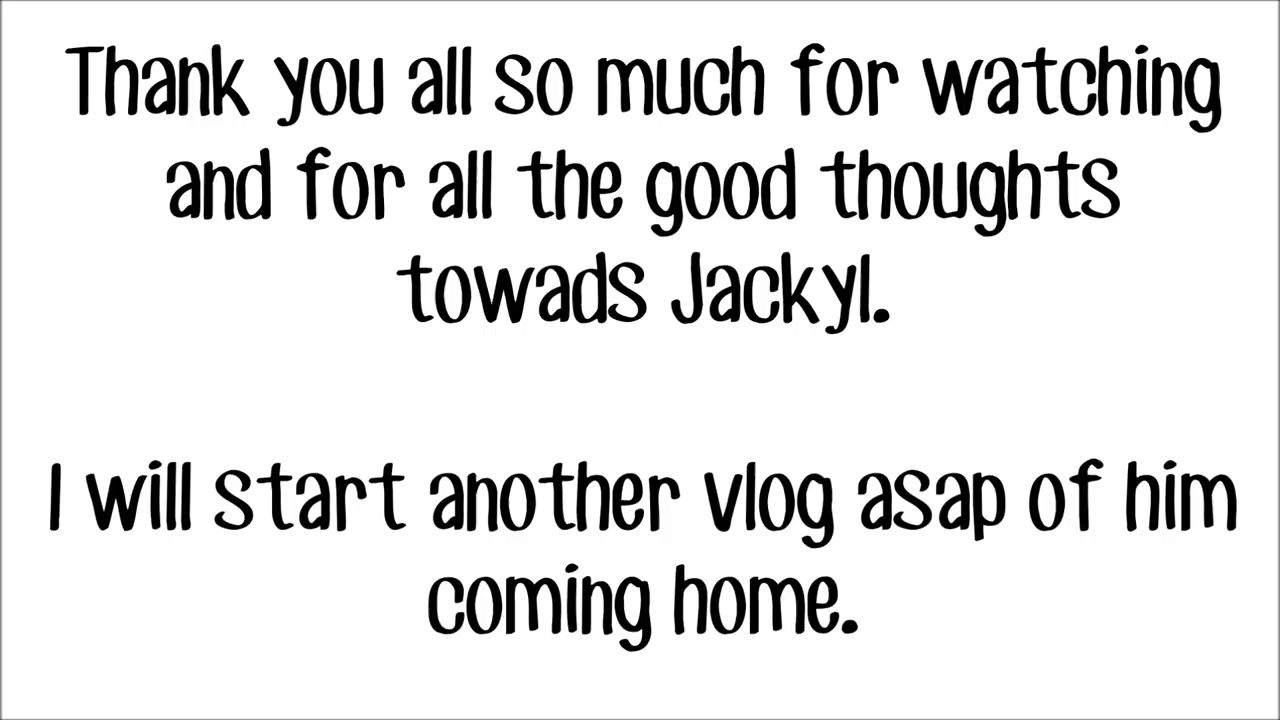 Thank you all so much for watching
and for all the good thoughts
towads Jackyl.
I will start another vlog asap of him
coming home.